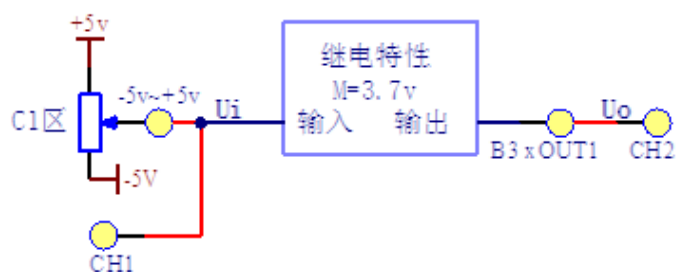 +5v
继电特性
-5v~+5v
M=3.7v
C1区
Ui
输入 输出
Uo
-5V
B3 x OUT1
CH2
CH1